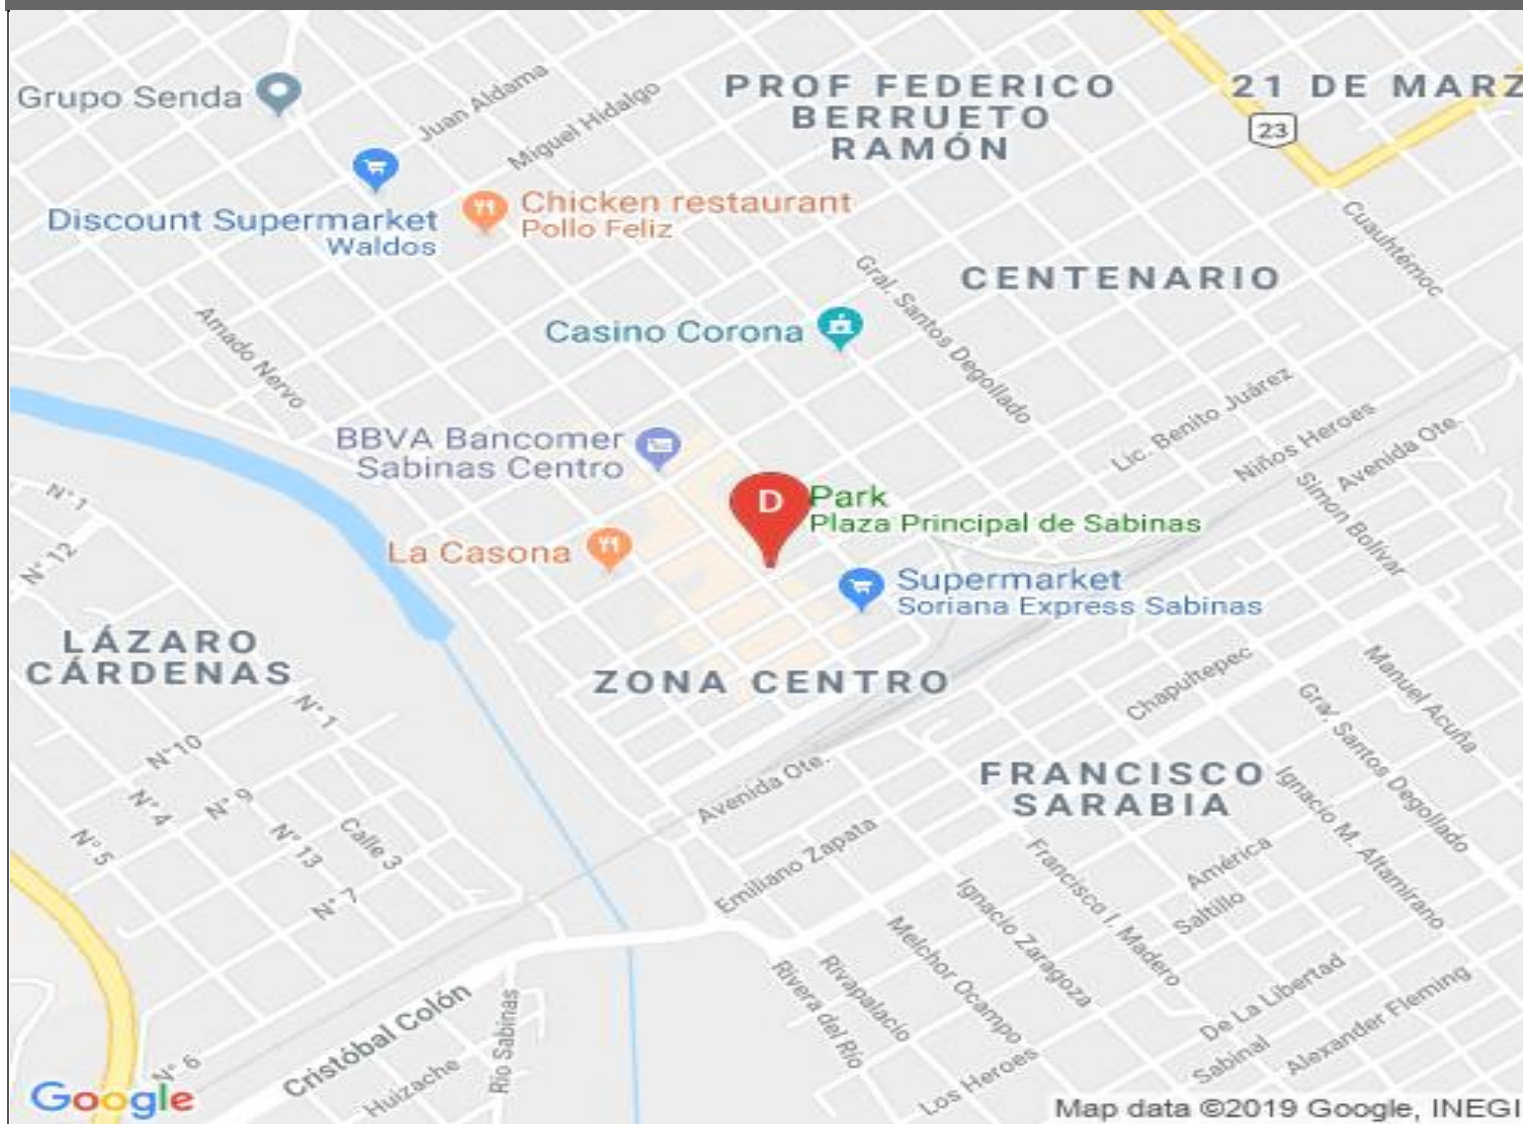 Grupo Senda
Juan Aldama
Miguel Hidalgo
PROF FEDERICO
BERRUETO
RAMÓN
21 DE MARZ
23
Discount Supermarket
Waldos
Chicken restaurant
Pollo Feliz
Cuauhtémoc
Gral. Santos Degollado
CENTENARIO
Amado Nervo
Casino Corona
Lic. Benito Juárez
Niños Heroes
Avenida Ote.
Simon Bolívar
BBVA Bancomer
Sabinas Centro
D
Park
Plaza Principal de Sabinas
N° 1
N° 12
La Casona
Supermarket
Soriana Express Sabinas
LÁZARO
CÁRDENAS
ZONA CENTRO
Chapultepec
Manuel Acuña
Gral. Santos Degollado
N° 1
N° 10
N° 4
N° 9
N° 13
Calle 3
N° 5
N° 7
Avenida Ote.
FRANCISCO
SARABIA
Ignacio M. Altamirano
Emiliano Zapata
Francisco I. Madero
América
Saltillo
Ignacio Zaragoza
Melchor Ocampo
Rivapalacio
Rivera del Río
De La Libertad
Alexander Fleming
Sabinal
Los Heroes
Cristóbal Colón
Río Sabinas
Huizache
N° 6
Google
Map data ©2019 Google, INEGI